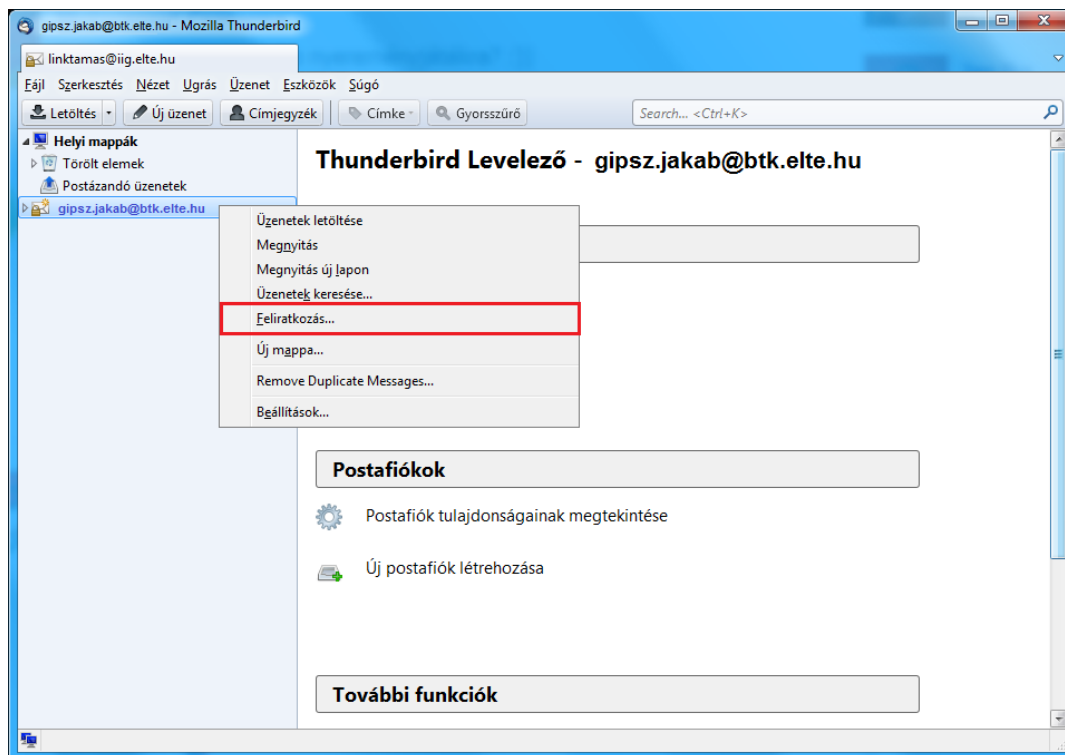 gipsz.jakab@btk.elte.hu - Mozilla Thunderbird
linktamas@iig.elte.hu
Fájl Szerkesztés Nézet Ugrás Üzenet Eszközök Súgó
Letöltés Új üzenet Címjegyzék Címke Gyorsszűrő Search... <Ctrl+K>
Helyi mappák
Törölt elemek
Postázandó üzenetek
gipsz.jakab@btk.elte.hu
Thunderbird Levelező - gipsz.jakab@btk.elte.hu
Üzenetek letöltése
Megnyitás
Megnyitás új lapon
Üzenetek keresése...
Feliratkozás...
Új mappa...
Remove Duplicate Messages...
Beállítások...
Postafiókok
Postafiók tulajdonságainak megtekintése
Új postafiók létrehozása
További funkciók